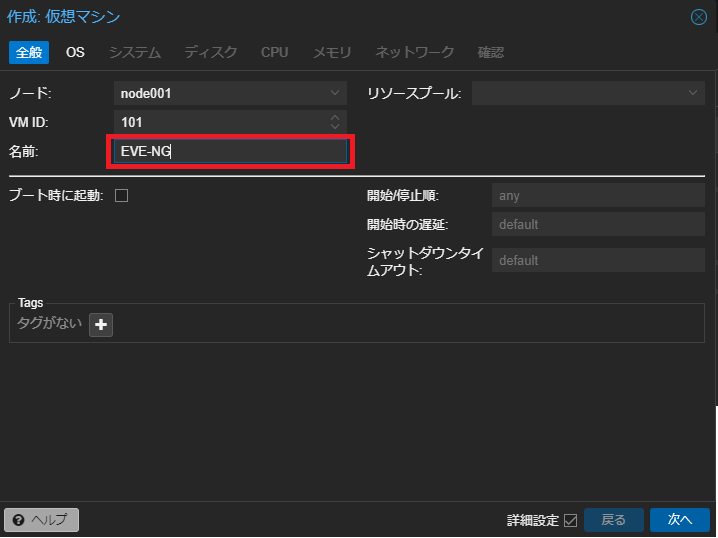 作成: 仮想マシン
全般 OS システム ディスク CPU メモリ ネットワーク 確認
ノード: node001 リソースプール:
VM ID: 101
名前: EVE-NG
ブート時に起動: 開始/停止順: any
開始時の遅延: default
シャットダウンタイ
ムアウト: default
Tags
タグがない
ヘルプ 詳細設定 戻る 次へ